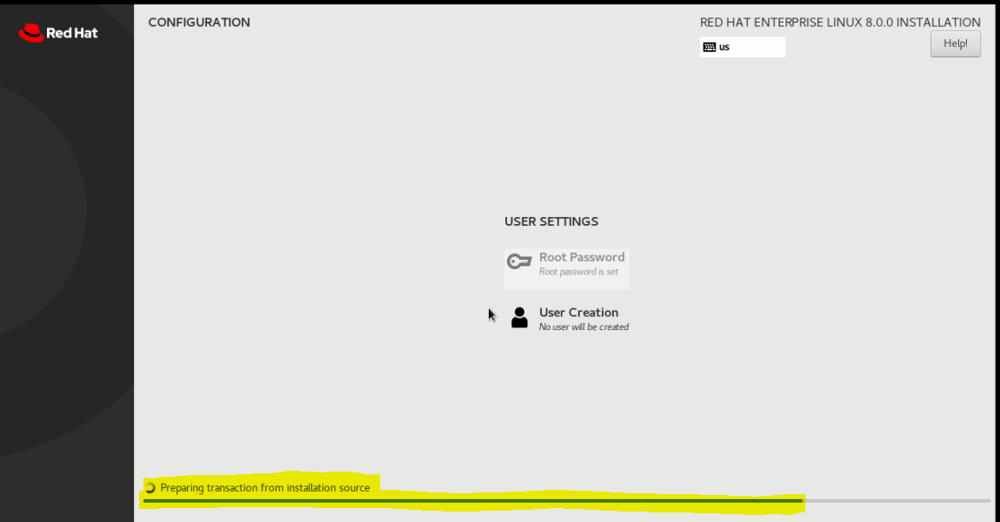 Red Hat
CONFIGURATION
RED HAT ENTERPRISE LINUX 8.0.0 INSTALLATION
us
Help!
USER SETTINGS
Root Password
Root password is set
User Creation
No user will be created
Preparing transaction from installation source